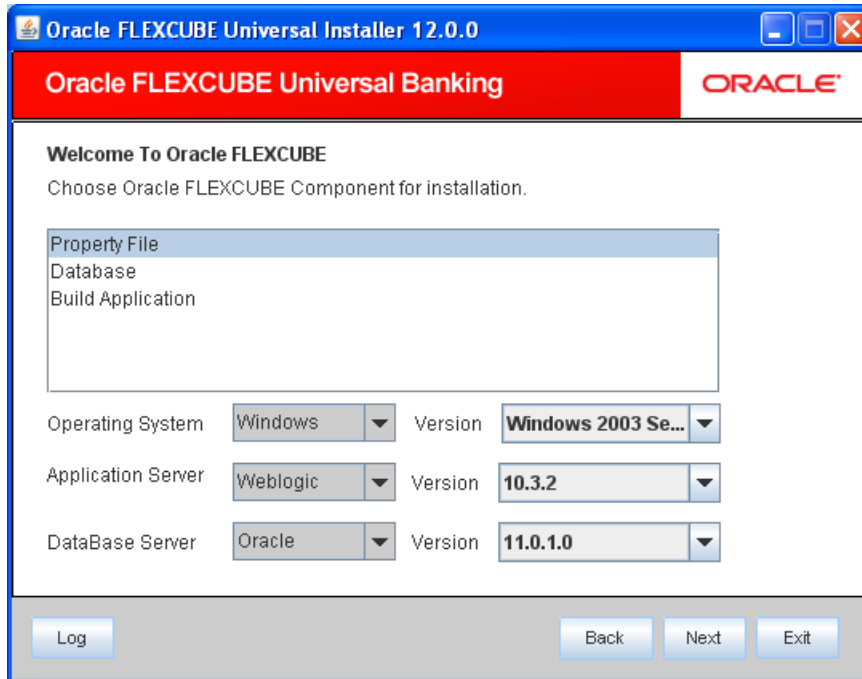 Oracle FLEXCUBE Universal Installer 12.0.0
Oracle FLEXCUBE Universal Banking
ORACLE
Welcome To Oracle FLEXCUBE
Choose Oracle FLEXCUBE Component for installation.
Property File
Database
Build Application
Operating System Windows Version Windows 2003 Se...
Application Server Weblogic Version 10.3.2
DataBase Server Oracle Version 11.0.1.0
Log Back Next Exit